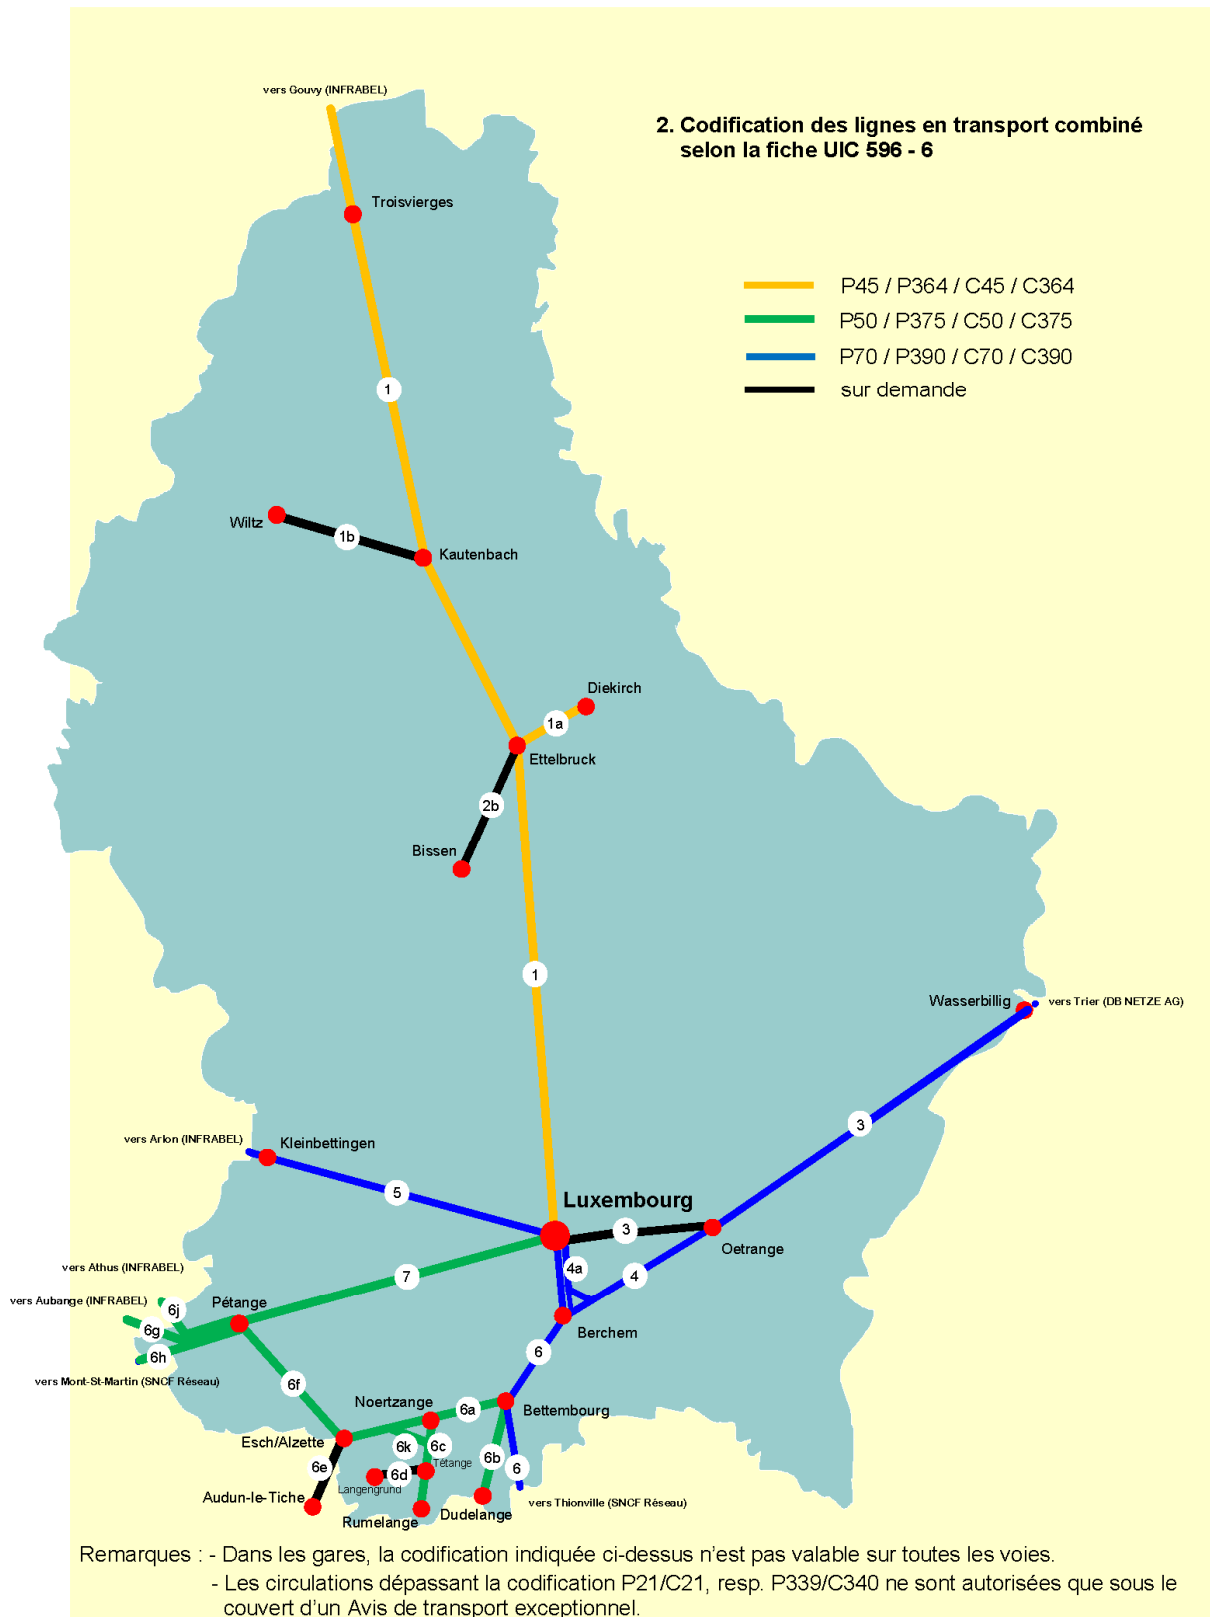 vers Gouvy (INFRABEL)
2. Codification des lignes en transport combiné
selon la fiche UIC 596 - 6
Troisvierges
P45 / P364 / C45 / C364
P50 / P375 / C50 / C375
P70 / P390 / C70 / C390
sur demande
1
Wiltz
1b
Kautenbach
Diekirch
1a
Ettelbruck
2b
Bissen
1
Wasserbillig
vers Trier (DB NETZE AG)
3
vers Arlon (INFRABEL)
Kleinbettingen
5
Luxembourg
3
Oetrange
4a
4
7
vers Athus (INFRABEL)
vers Aubange (INFRABEL)
6j
Pétange
6g
6h
Berchem
6
vers Mont-St-Martin (SNCF Réseau)
6f
Noertzange
6a
Bettembourg
Esch/Alzette
6k
6c
6b
6
6e
6d
Tétange
Langengrund
Audun-le-Tiche
Rumelange
Dudelange
vers Thionville (SNCF Réseau)
Remarques : - Dans les gares, la codification indiquée ci-dessus n'est pas valable sur toutes les voies.
- Les circulations dépassant la codification P21/C21, resp. P339/C340 ne sont autorisées que sous le
couvert d'un Avis de transport exceptionnel.